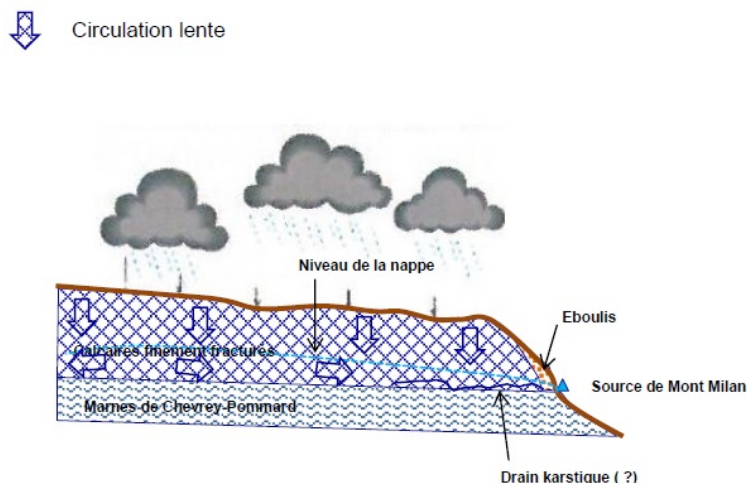 Circulation lente
Niveau de la nappe
Eboulis
Calcaires finement fracturés
Source de Mont Milan
Marnes de Chevrey-Pommard
Drain karstique ( ?)